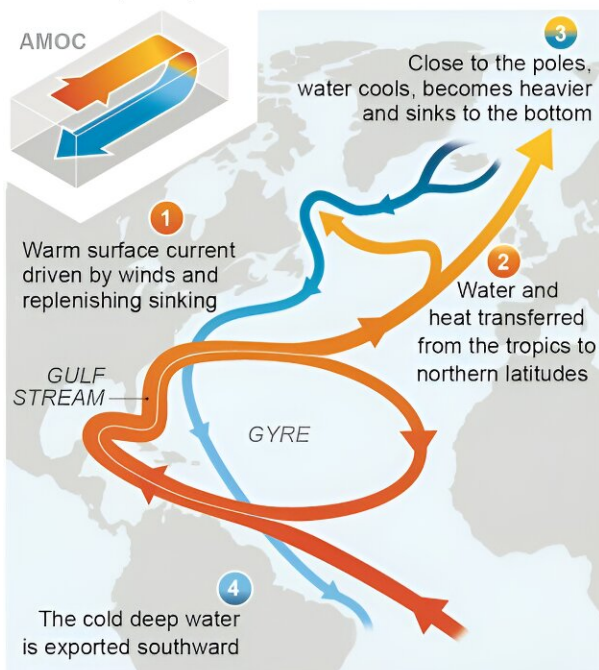 AMOC
3
Close to the poles,
water cools, becomes heavier
and sinks to the bottom
1
Warm surface current
driven by winds and
replenishing sinking
2
Water and
heat transferred
from the tropics to
northern latitudes
GULF
STREAM
GYRE
4
The cold deep water
is exported southward